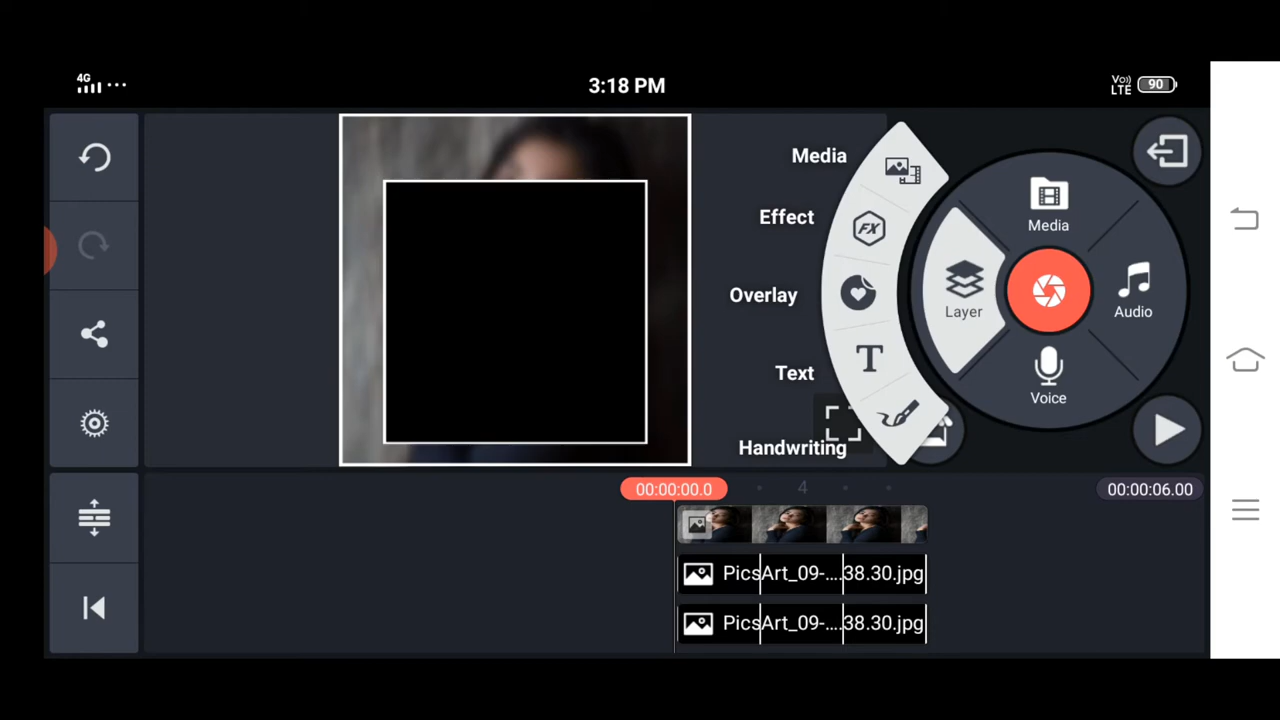 4G
3:18 PM
Vo)) LTE 90
Media
Effect
Overlay
Text
Handwriting
FX
T
Media
Layer
Audio
Voice
00:00:00.0
4
00:00:06.00
PicsArt_09-....38.30.jpg
PicsArt_09-....38.30.jpg